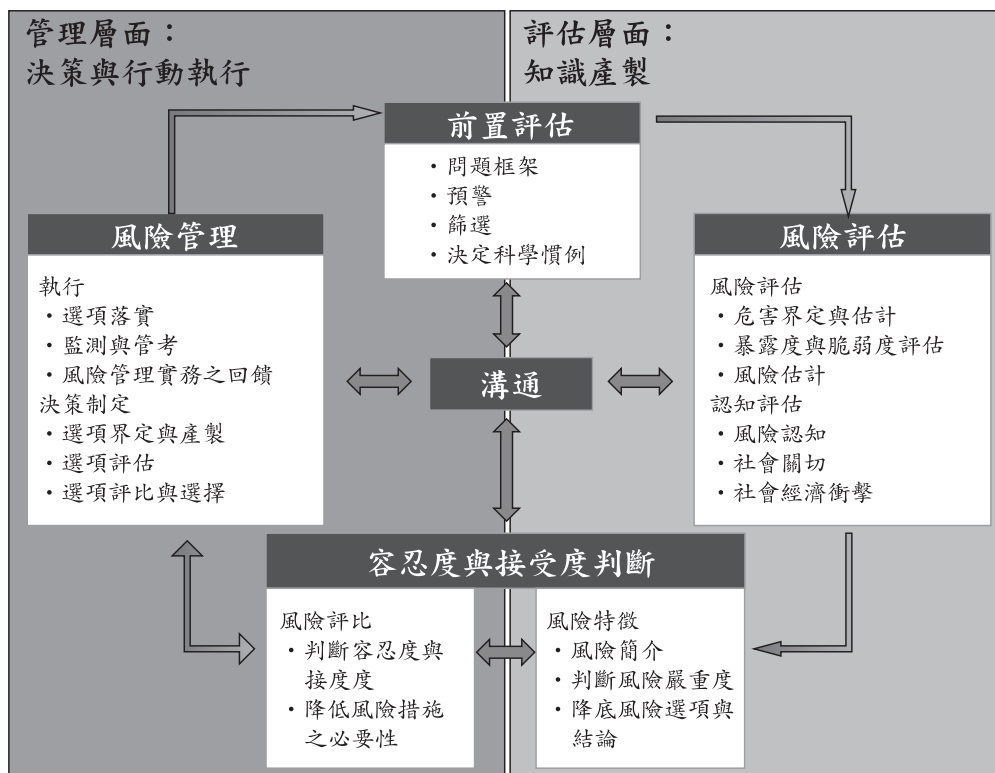 管理層面：
決策與行動執行
評估層面：
知識產製
前置評估
・問題框架
・預警
・篩選
・決定科學慣例
風險管理
執行
・選項落實
・監測與管考
・風險管理實務之回饋
決策制定
・選項界定與產製
・選項評估
・選項評比與選擇
溝通
風險評估
風險評估
・危害界定與估計
・暴露度與脆弱度評估
・風險估計
認知評估
・風險認知
・社會關切
・社會經濟衝擊
容忍度與接受度判斷
風險評比
・判斷容忍度與
接度度
・降低風險措施
之必要性
風險特徵
・風險簡介
・判斷風險嚴重度
・降底風險選項與
結論